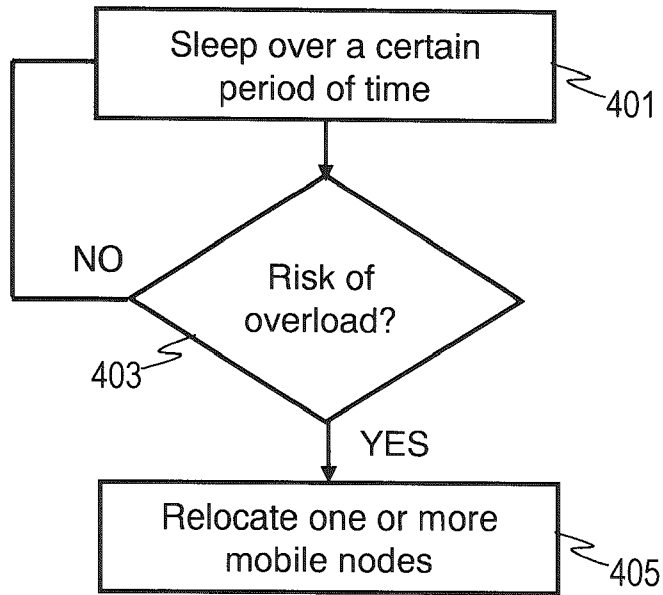 Sleep over a certain
period of time
401
NO
Risk of
overload?
403
YES
Relocate one or more
mobile nodes
405